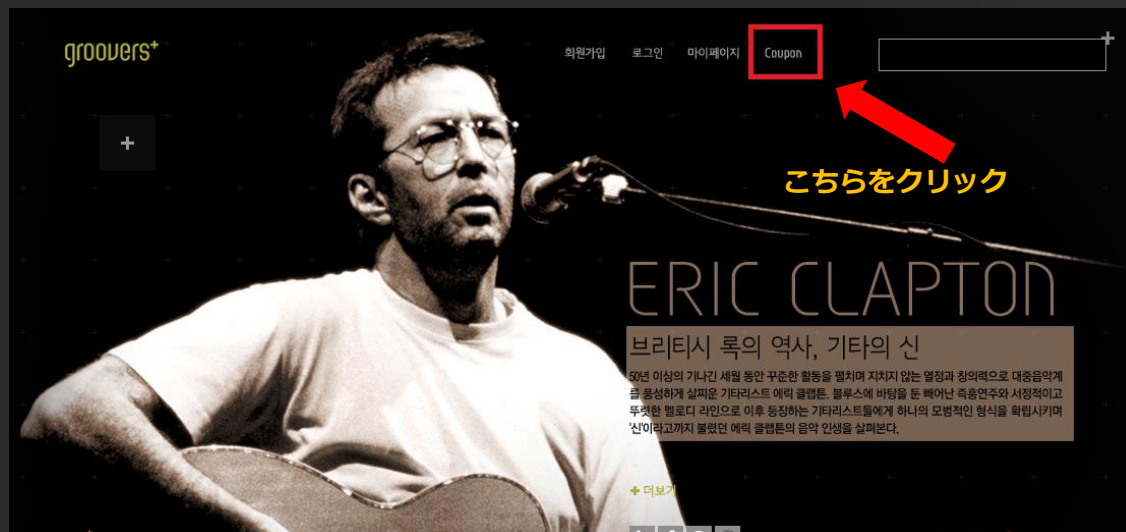 groovers+
회원가입 로그인 마이페이지 Coupon
こちらをクリック
ERIC CLAPTON
브리티시 록의 역사, 기타의 신
50년 이상의 기나긴 세월 동안 꾸준한 활동을 펼치며 지치지 않는 열정과 창의력으로 대중음악계
를 풍성하게 살찌운 기타리스트 에릭 클랩튼. 블루스에 바탕을 둔 빼어난 즉흥연주와 서정적이고
뚜렷한 멜로디 라인으로 이후 등장하는 기타리스트들에게 하나의 모범적인 형식을 확립시키며
'신'이라고까지 불렸던 에릭 클랩튼의 음악 인생을 살펴본다.
+ 더보기